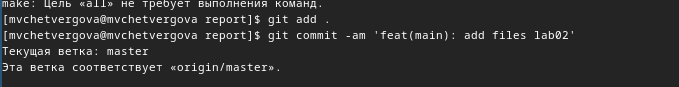 make: Цель «all» не требует выполнения команд.
[mvchetvergova@mvchetvergova report]$ git add .
[mvchetvergova@mvchetvergova report]$ git commit -am 'feat(main): add files lab02'
Текущая ветка: master
Эта ветка соответствует «origin/master».